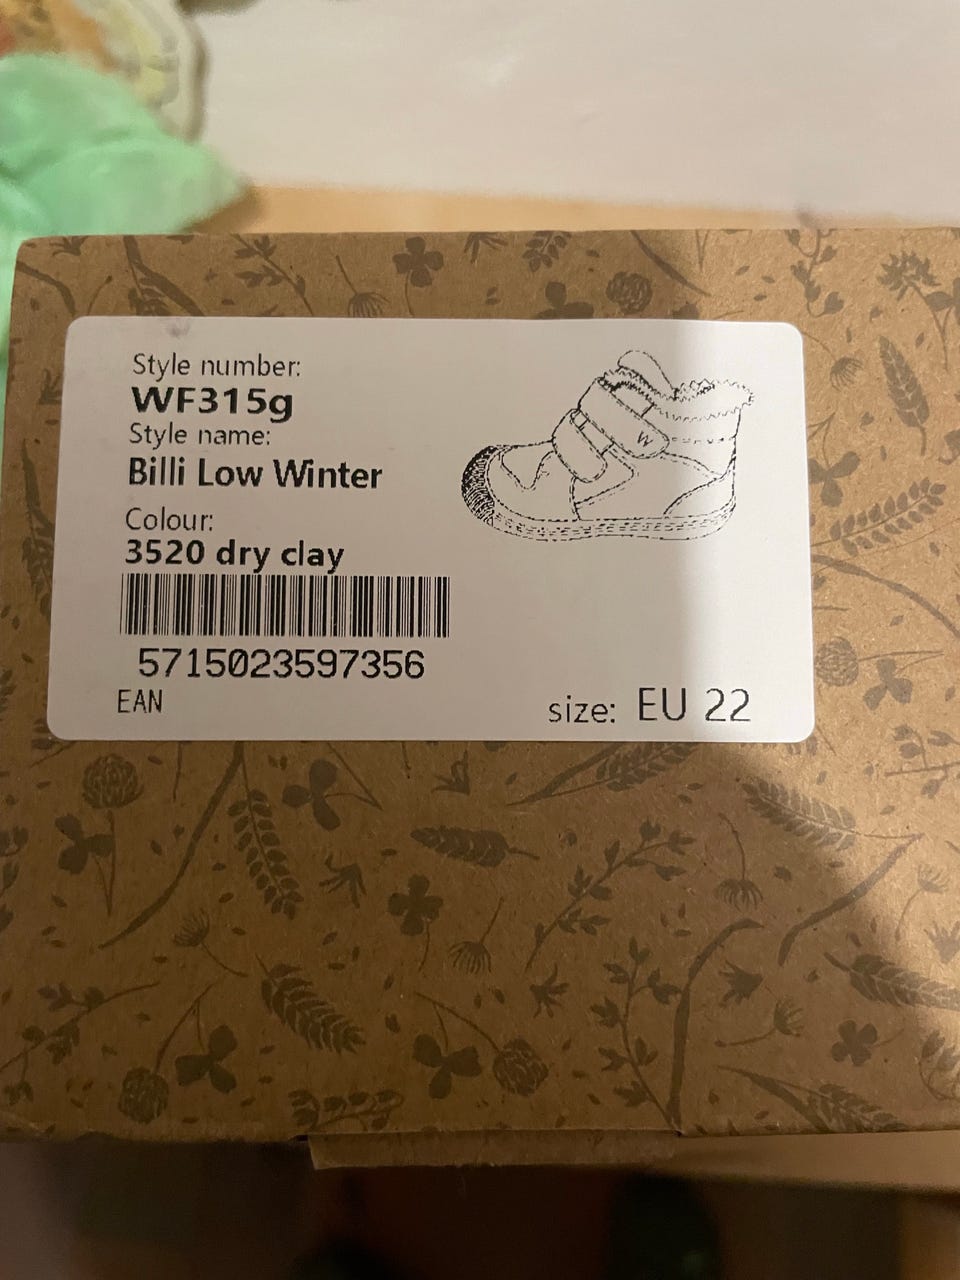 Style number:
WF315g
Style name:
Billi Low Winter
Colour:
3520 dry clay
5715023597356
EAN
size: EU 22
W